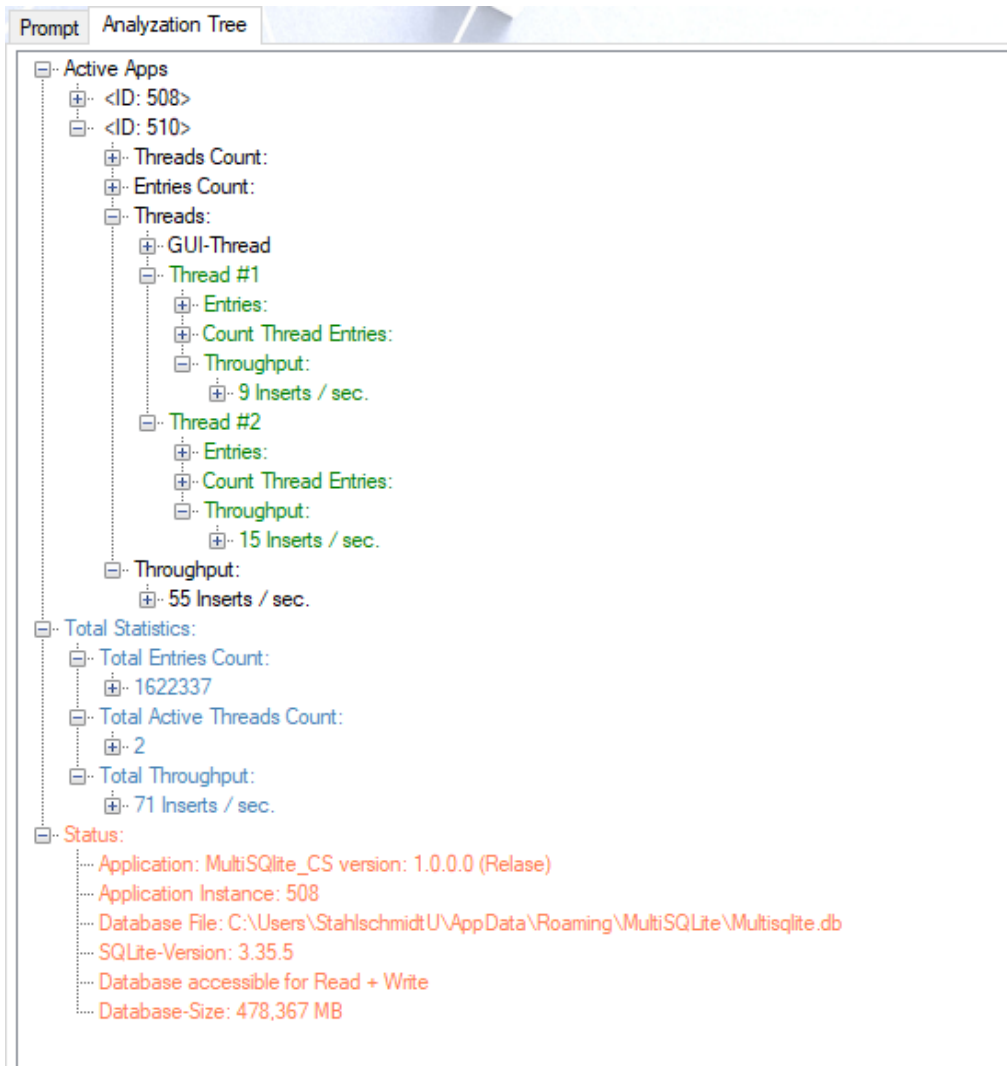 Prompt
Analyzation Tree
Active Apps
<ID: 508>
<ID: 510>
Threads Count:
Entries Count:
Threads:
GUI-Thread
Thread #1
Entries:
Count Thread Entries:
Throughput:
9 Inserts / sec.
Thread #2
Entries:
Count Thread Entries:
Throughput:
15 Inserts / sec.
Throughput:
55 Inserts / sec.
Total Statistics:
Total Entries Count:
1622337
Total Active Threads Count:
2
Total Throughput:
71 Inserts / sec.
Status:
Application: MultiSQlite_CS version: 1.0.0.0 (Relase)
Application Instance: 508
Database File: C:\Users\StahlschmidtU\AppData\Roaming\MultiSQLite\Multisqlite.db
SQLite-Version: 3.35.5
Database accessible for Read + Write
Database-Size: 478,367 MB